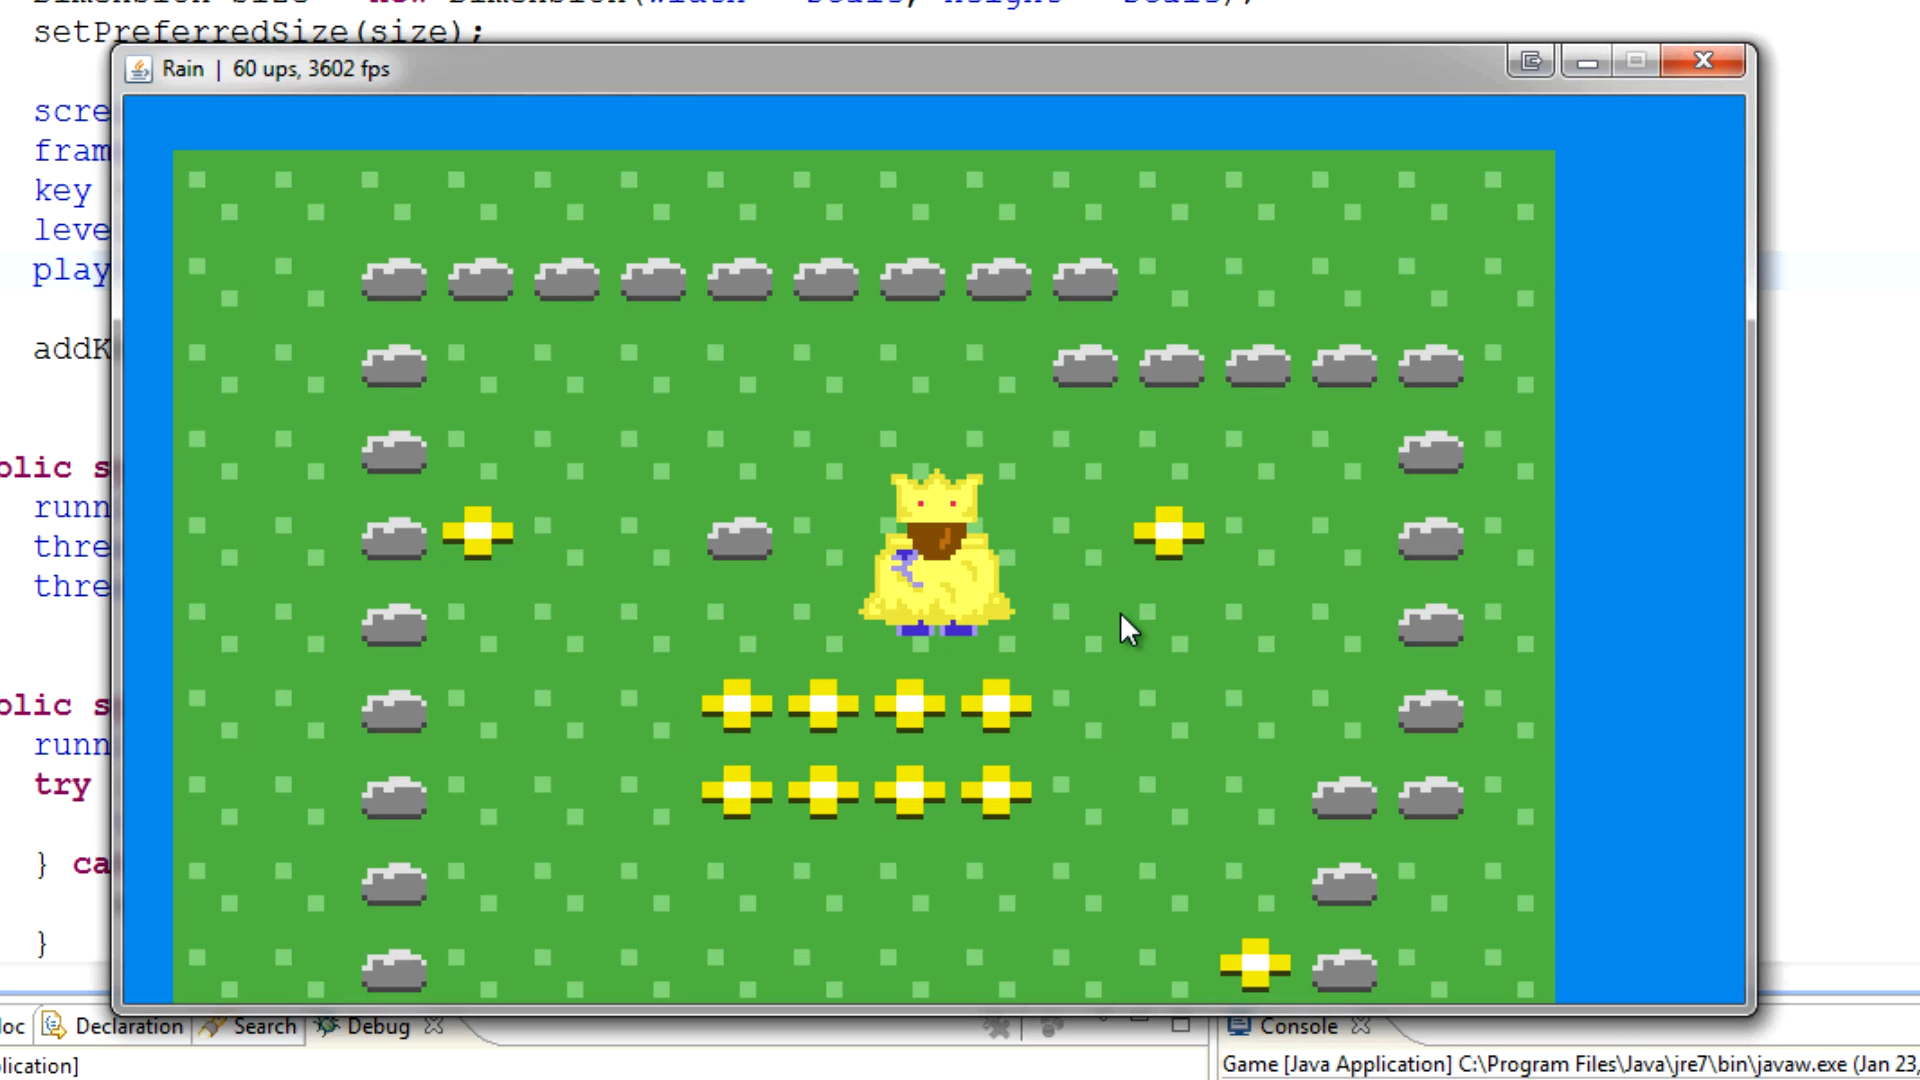 setPreferredSize(size);
Rain | 60 ups, 3602 fps
scre
fram
key
leve
play
addK
olic s
runn
thre
thre
olic s
runn
try
} ca
}
oc
Declaration
Search
Debug
Console
lication]
Game [Java Application] C:\Program Files\Java\jre7\bin\javaw.exe (Jan 23,